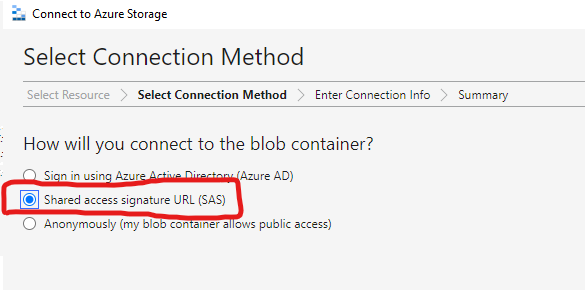 Connect to Azure Storage
Select Connection Method
Select Resource > Select Connection Method > Enter Connection Info > Summary
How will you connect to the blob container?
Sign in using Azure Active Directory (Azure AD)
Shared access signature URL (SAS)
Anonymously (my blob container allows public access)